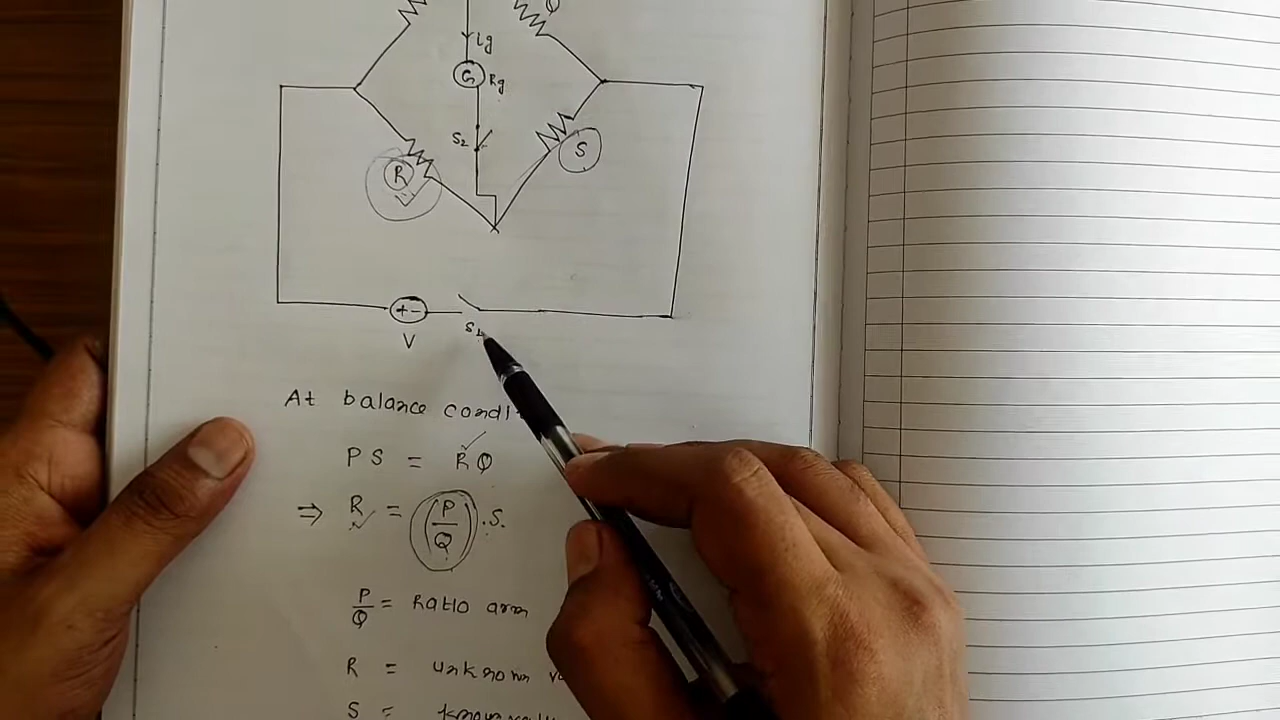 Q
Ig
G Rg
S2
S
R
+ -
S1
V
At balance condi
PS = RQ
⇒ R = (P/Q).S.
P/Q = Ratio arm
R = unknown
S =